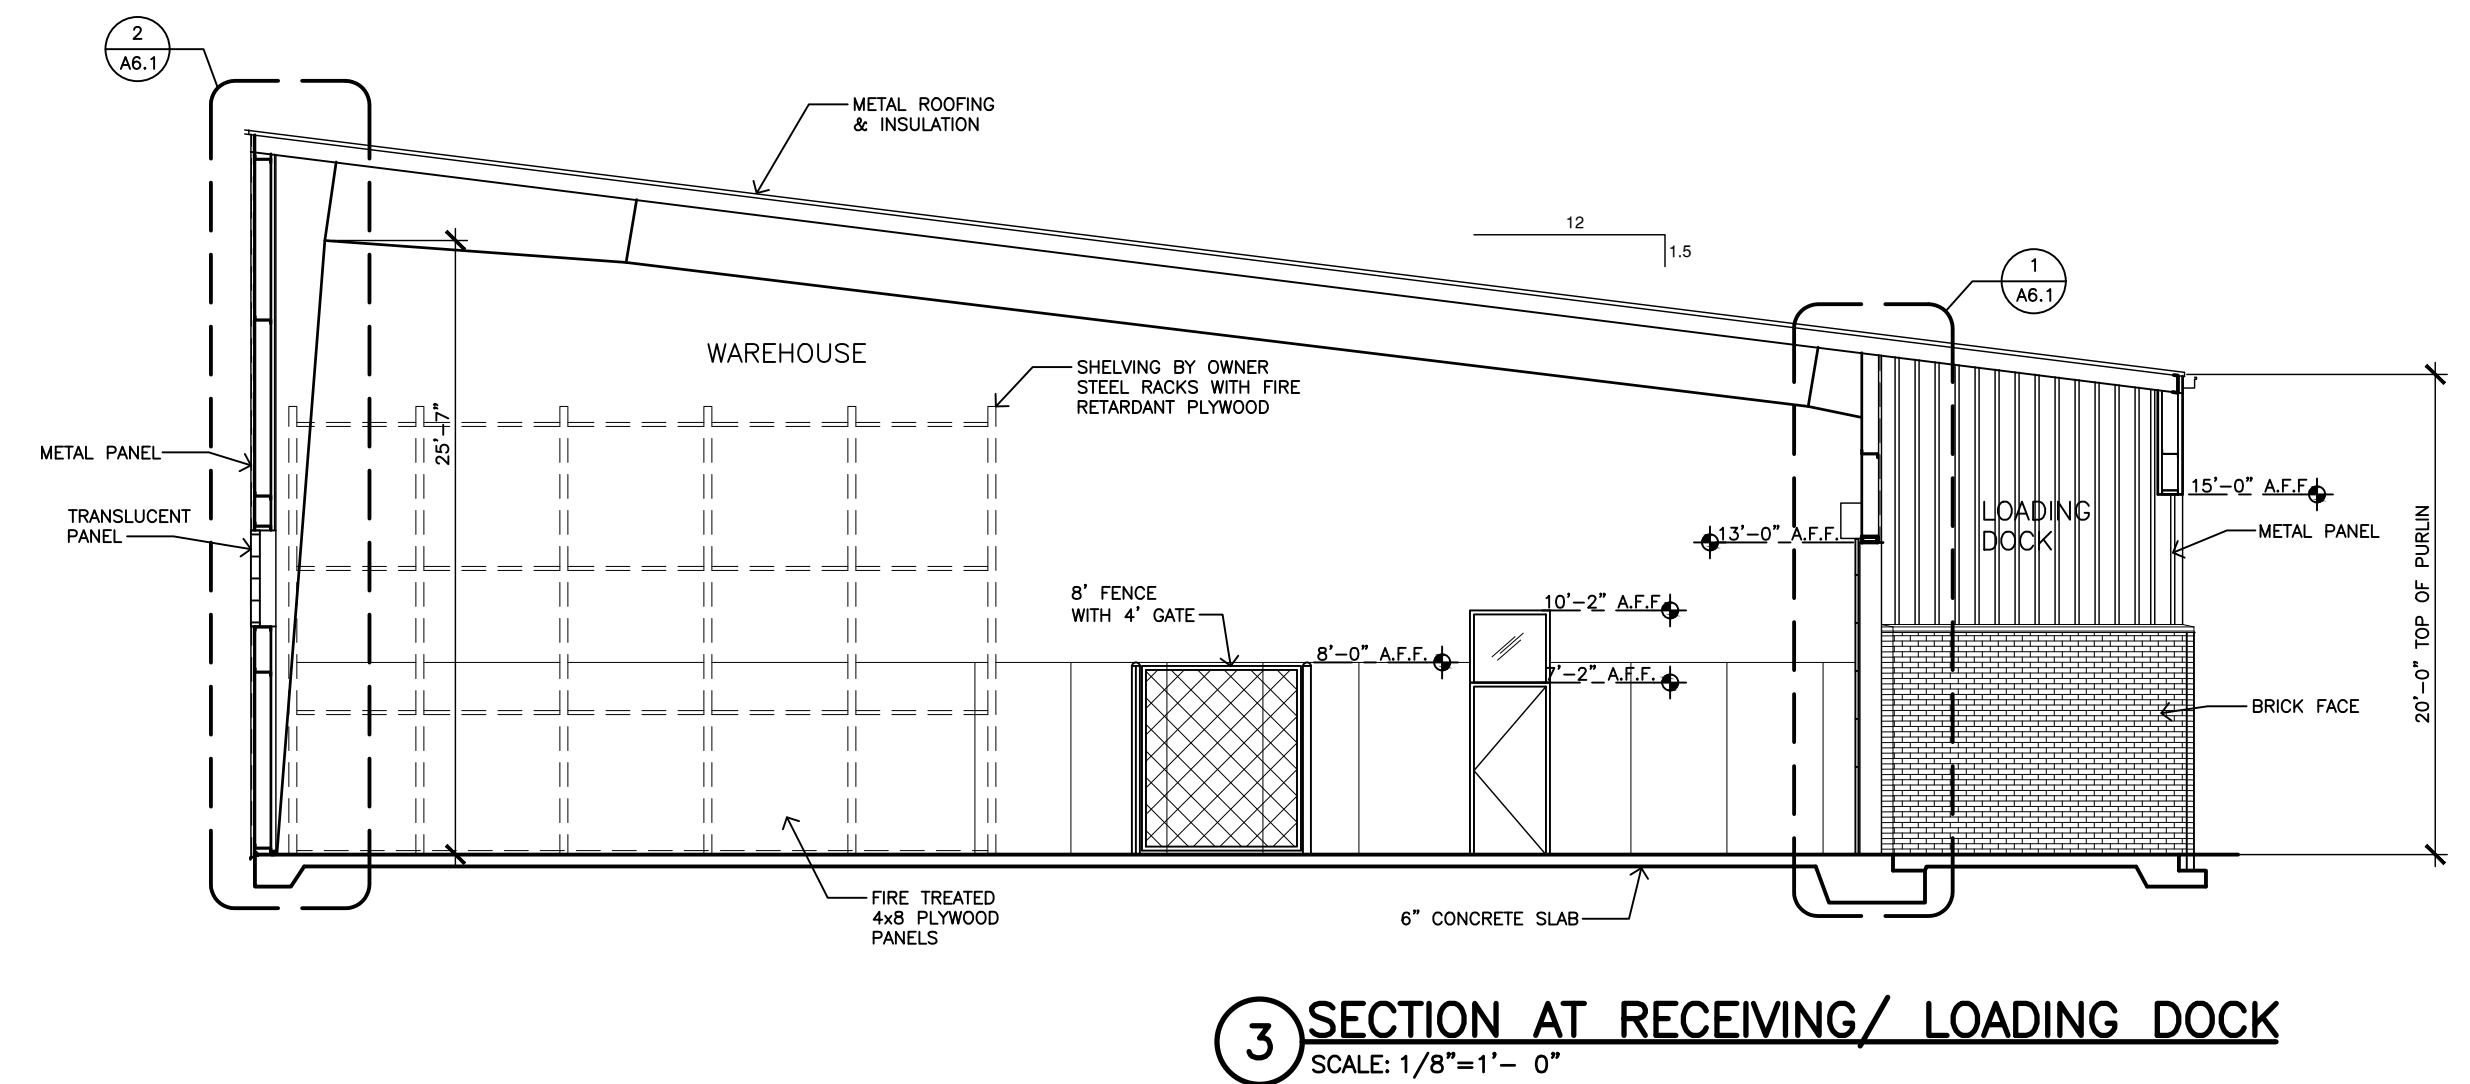 2
A6.1
METAL ROOFING
& INSULATION
12
1.5
1
A6.1
WAREHOUSE
SHELVING BY OWNER
STEEL RACKS WITH FIRE
RETARDANT PLYWOOD
25'-7"
METAL PANEL
TRANSLUCENT
PANEL
15'-0" A.F.F.
LOADING
DOCK
13'-0" A.F.F.
METAL PANEL
20'-0" TOP OF PURLIN
8' FENCE
WITH 4' GATE
10'-2" A.F.F.
8'-0" A.F.F.
7'-2" A.F.F.
BRICK FACE
FIRE TREATED
4x8 PLYWOOD
PANELS
6" CONCRETE SLAB
3 SECTION AT RECEIVING/ LOADING DOCK
SCALE: 1/8"=1'- 0"